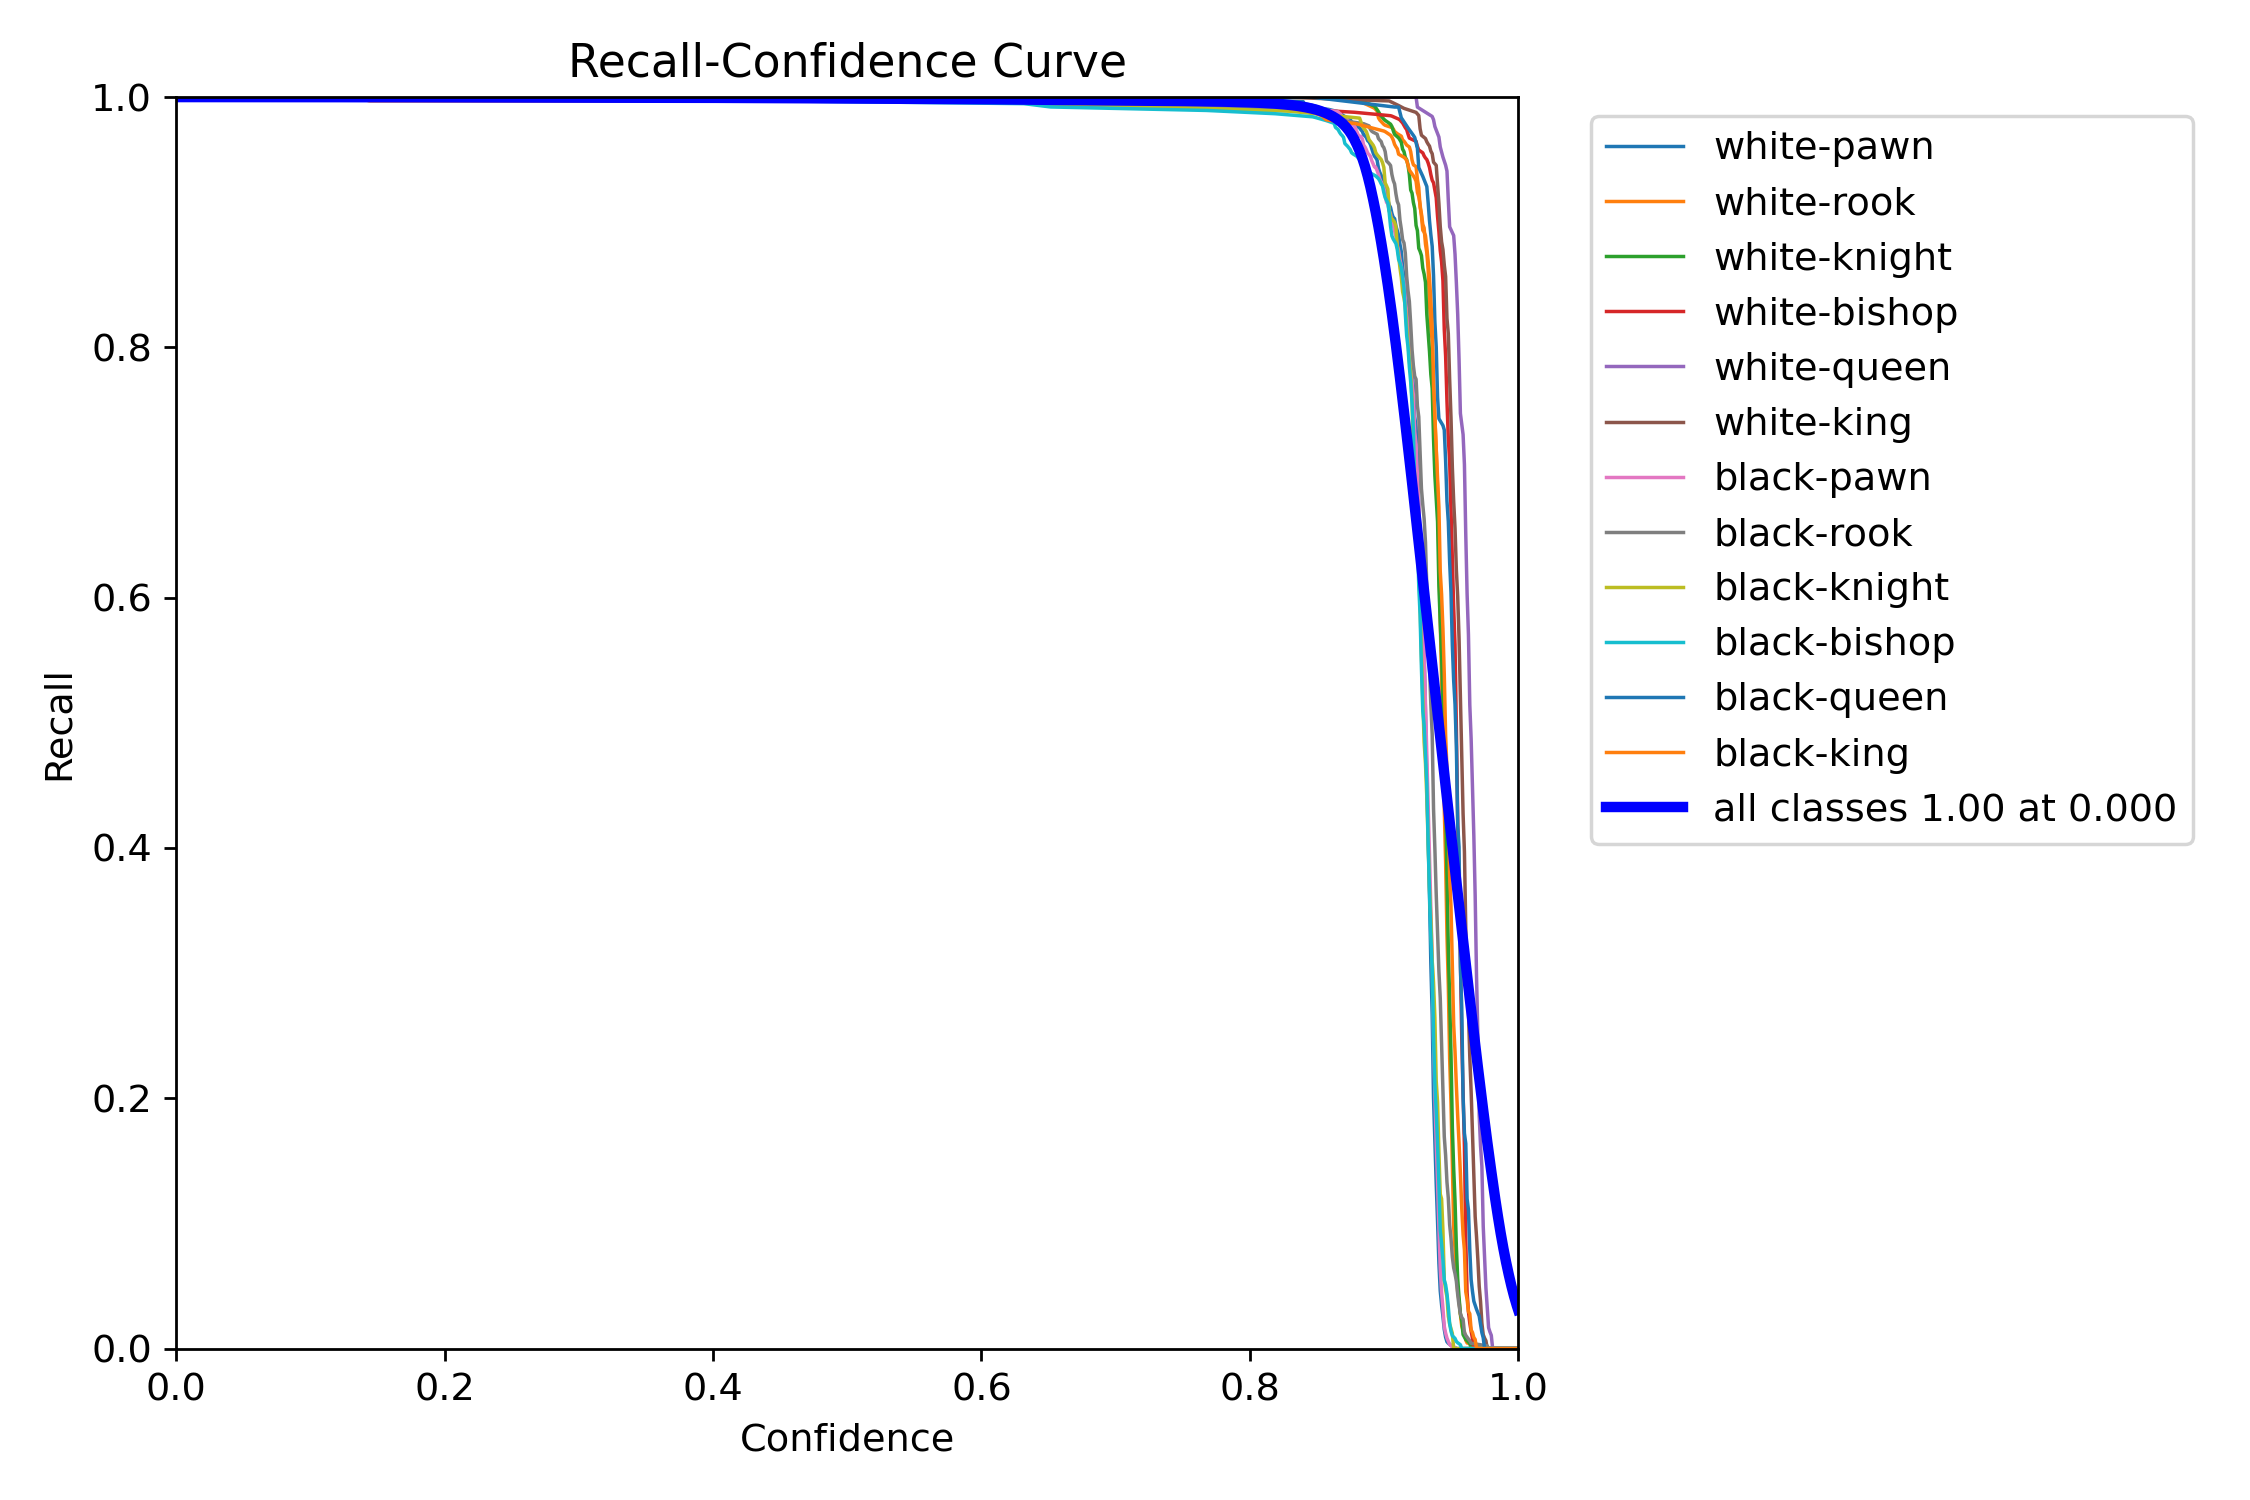 Recall-Confidence Curve
1.0
0.8
0.6
0.4
0.2
0.0
Recall
0.0 0.2 0.4 0.6 0.8 1.0
Confidence
white-pawn
white-rook
white-knight
white-bishop
white-queen
white-king
black-pawn
black-rook
black-knight
black-bishop
black-queen
black-king
all classes 1.00 at 0.000